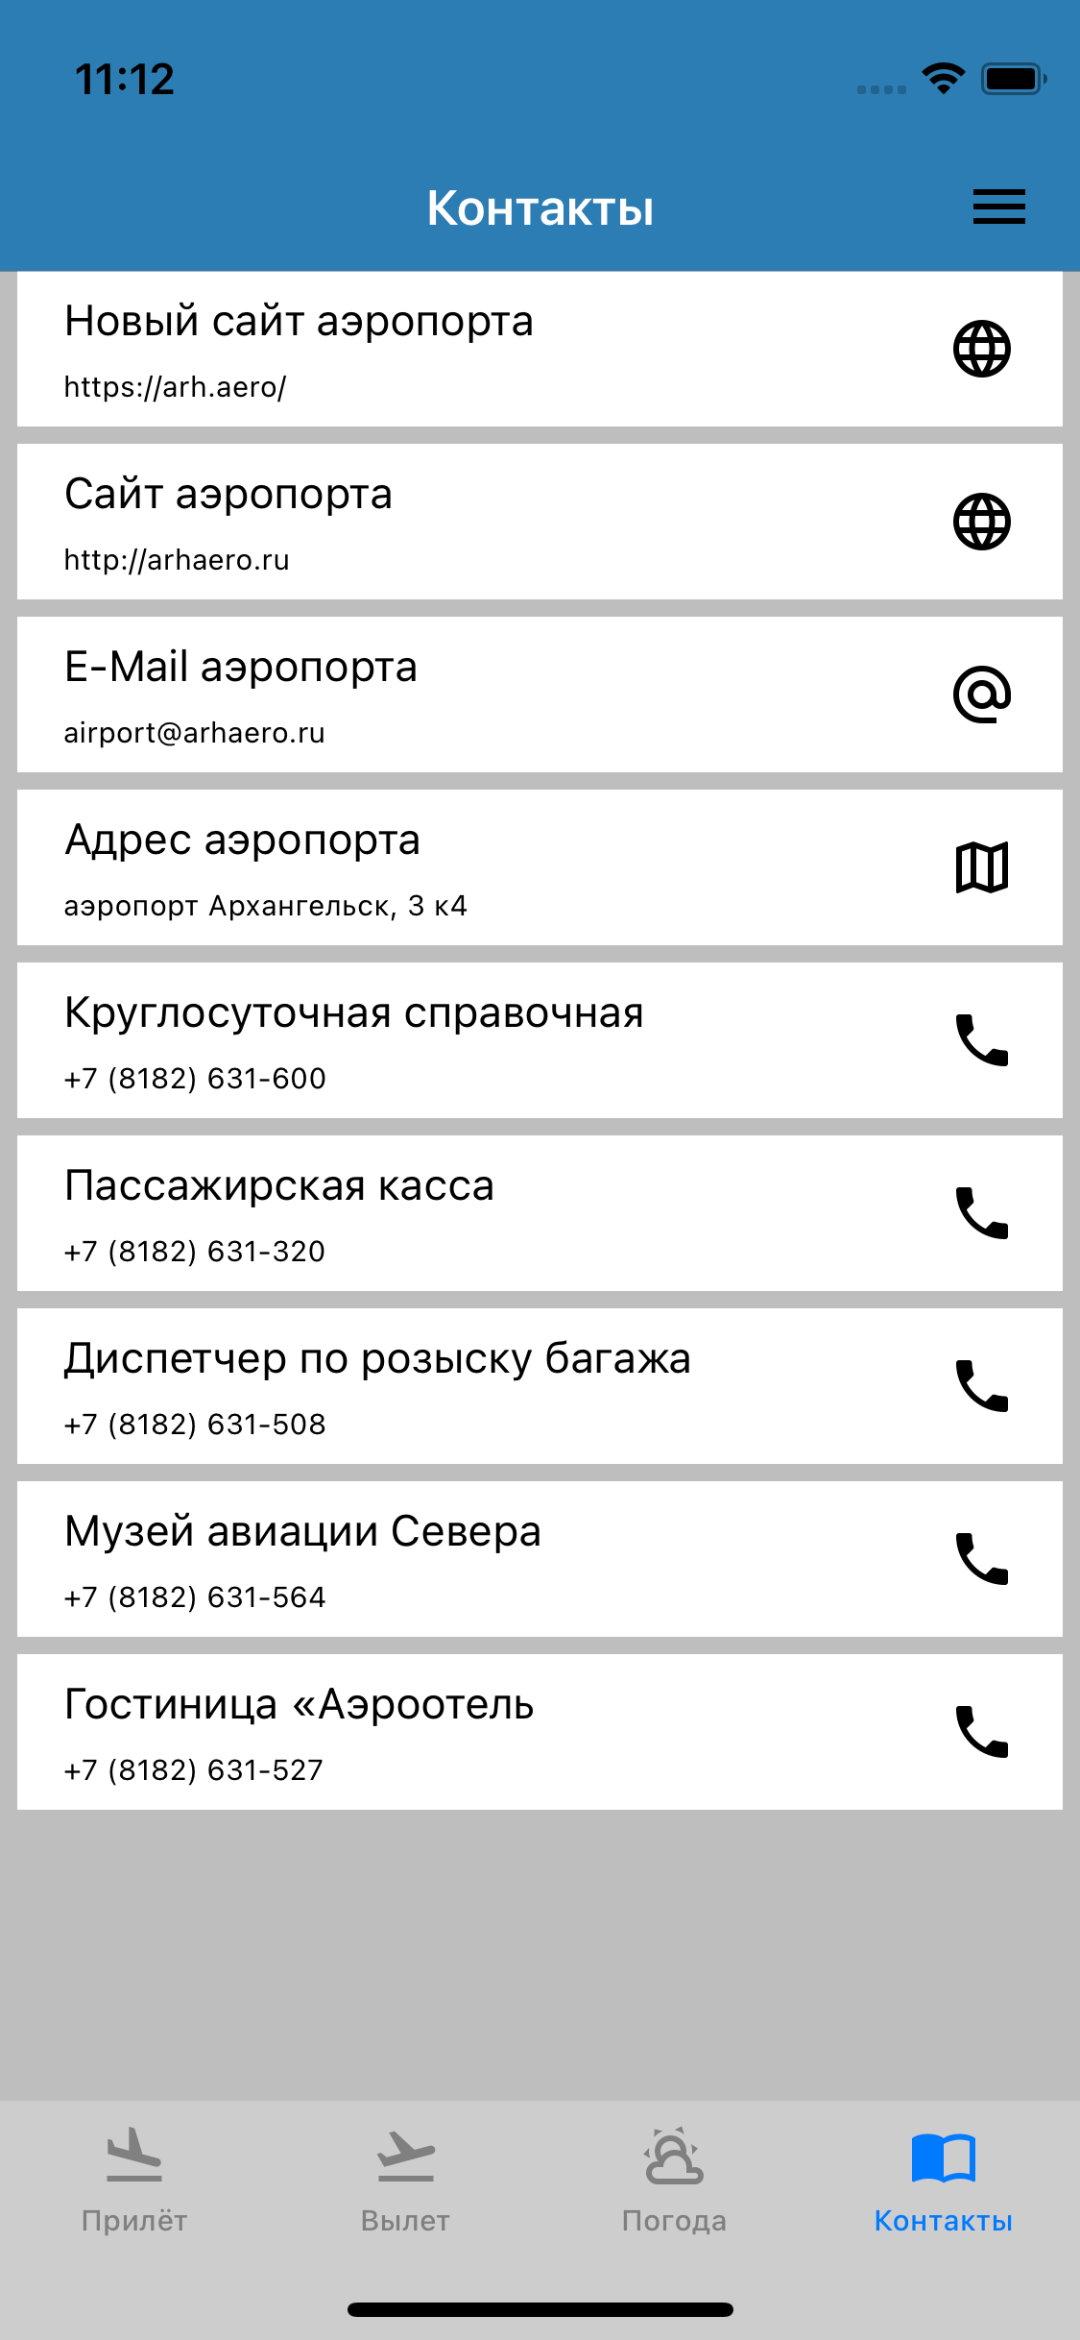 11:12
Контакты
Новый сайт аэропорта
https://arh.aero/
Сайт аэропорта
http://arhaero.ru
E-Mail аэропорта
airport@arhaero.ru
Адрес аэропорта
аэропорт Архангельск, 3 к4
Круглосуточная справочная
+7 (8182) 631-600
Пассажирская касса
+7 (8182) 631-320
Диспетчер по розыску багажа
+7 (8182) 631-508
Музей авиации Севера
+7 (8182) 631-564
Гостиница «Аэроотель
+7 (8182) 631-527
Прилёт
Вылет
Погода
Контакты